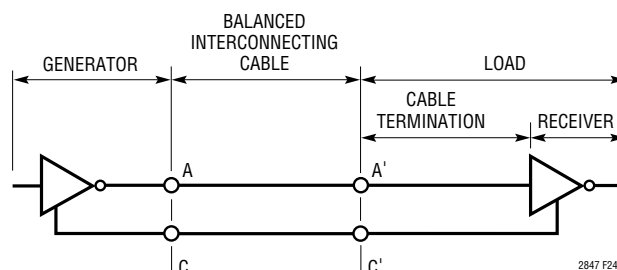 BALANCED
INTERCONNECTING
CABLE
GENERATOR
LOAD
CABLE
TERMINATION
RECEIVER
A
A'
C
C'
2847 F24